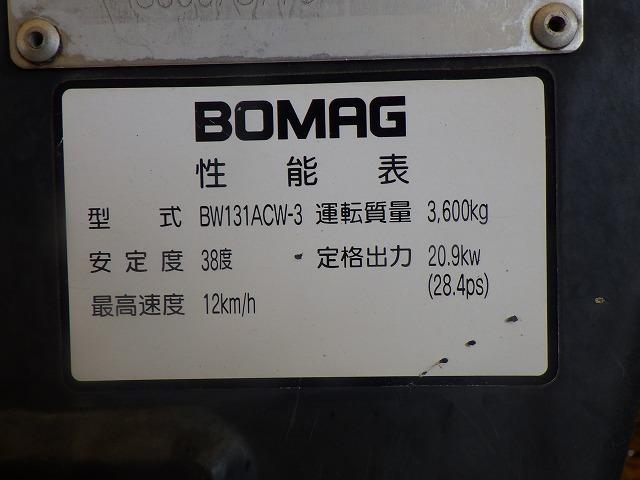 BOMAG
性能表
型式 BW131ACW-3 運転質量 3,600kg
安定度 38度 定格出力 20.9kw
(28.4ps)
最高速度 12km/h